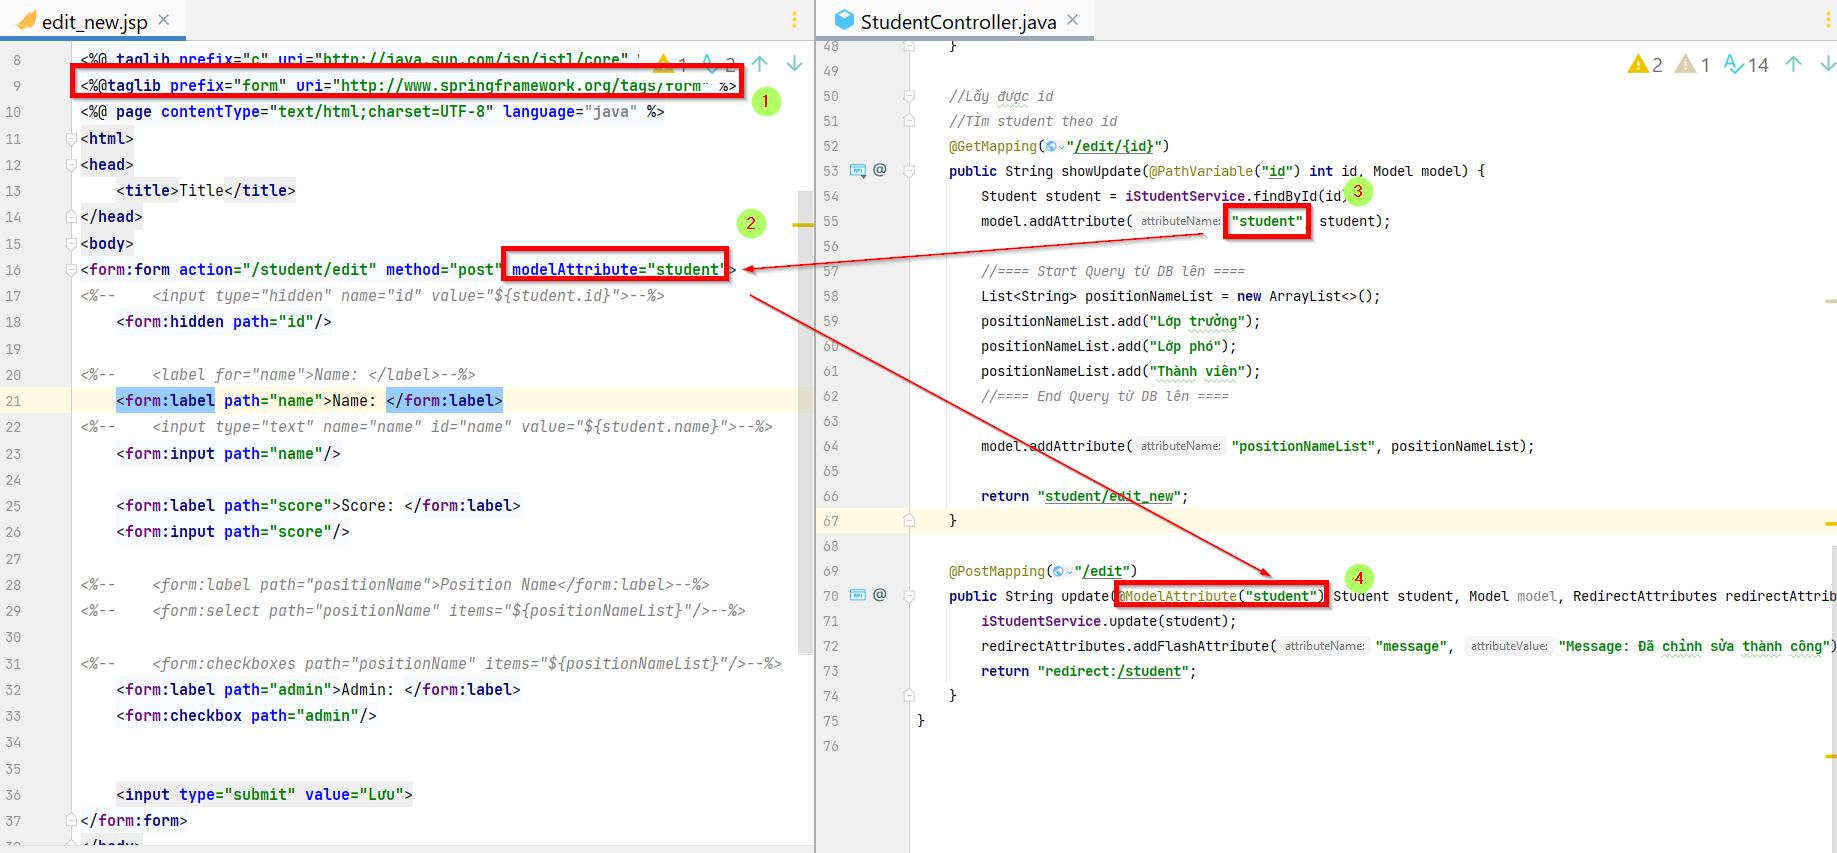 edit_new.jsp
8 <%@ taglib prefix="c" uri="http://java.sun.com/jsp/jstl/core" 1 2
9 <%@taglib prefix="form" uri="http://www.springframework.org/tags/form" %>
1
10 <%@ page contentType="text/html;charset=UTF-8" language="java" %>
11 <html>
12 <head>
13 <title>Title</title>
14 </head>
2
15 <body>
16 <form:form action="/student/edit" method="post" modelAttribute="student">
17 <%-- <input type="hidden" name="id" value="${student.id}">--%>
18 <form:hidden path="id"/>
19
20 <%-- <label for="name">Name: </label>--%>
21 <form:label path="name">Name: </form:label>
22 <%-- <input type="text" name="name" id="name" value="${student.name}">--%>
23 <form:input path="name"/>
24
25 <form:label path="score">Score: </form:label>
26 <form:input path="score"/>
27
28 <%-- <form:label path="positionName">Position Name</form:label>--%>
29 <%-- <form:select path="positionName" items="${positionNameList}"/>--%>
30
31 <%-- <form:checkboxes path="positionName" items="${positionNameList}"/>--%>
32 <form:label path="admin">Admin: </form:label>
33 <form:checkbox path="admin"/>
34
35
36 <input type="submit" value="Lưu">
37 </form:form>
38 </body>
StudentController.java
48 }
2 1 14
49
50 //Lấy được id
51 //TÌm student theo id
52 @GetMapping("/edit/{id}")
53 API @ public String showUpdate(@PathVariable("id") int id, Model model) {
54 Student student = iStudentService.findById(id)
3
55 model.addAttribute( attributeName: "student" student);
56
57 //==== Start Query từ DB lên ====
58 List<String> positionNameList = new ArrayList<>();
59 positionNameList.add("Lớp trưởng");
60 positionNameList.add("Lớp phó");
61 positionNameList.add("Thành viên");
62 //==== End Query từ DB lên ====
63
64 model.addAttribute( attributeName: "positionNameList", positionNameList);
65
66 return "student/edit_new";
67 }
68
69 @PostMapping("/edit")
4
70 API @ public String update(@ModelAttribute("student") Student student, Model model, RedirectAttributes redirectAttrib
71 iStudentService.update(student);
72 redirectAttributes.addFlashAttribute( attributeName: "message", attributeValue: "Message: Đã chỉnh sửa thành công")
73 return "redirect:/student";
74 }
75 }
76